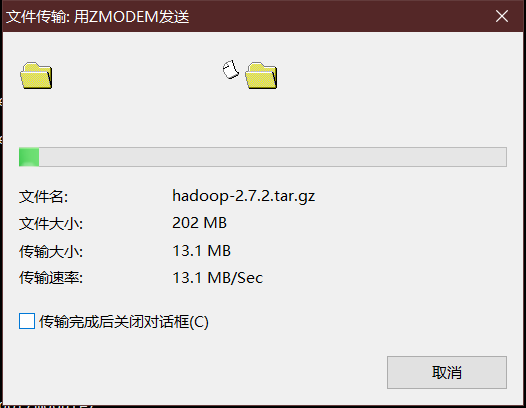 文件传输: 用ZMODEM发送
文件名: hadoop-2.7.2.tar.gz
文件大小: 202 MB
传输大小: 13.1 MB
传输速率: 13.1 MB/Sec
传输完成后关闭对话框(C)
取消